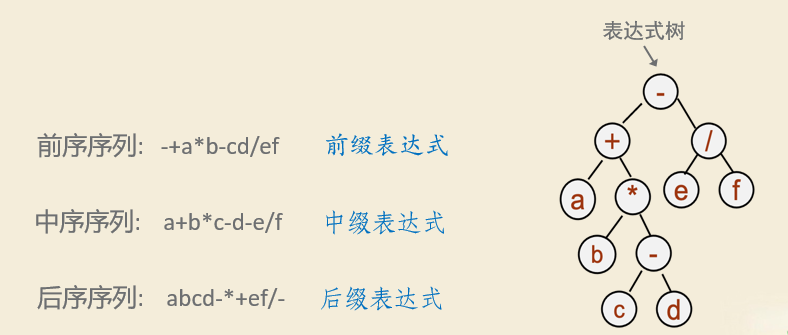 表达式树
前序序列: -+a*b-cd/ef 前缀表达式
中序序列: a+b*c-d-e/f 中缀表达式
后序序列: abcd-*+ef/- 后缀表达式
-
+ /
a * e f
b -
c d